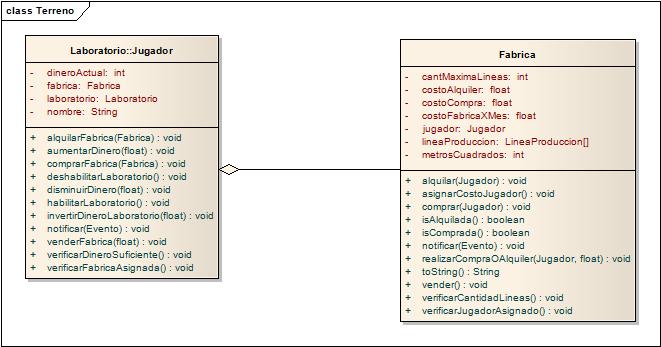 class Terreno
Laboratorio::Jugador
- dineroActual: int
- fabrica: Fabrica
- laboratorio: Laboratorio
- nombre: String
+ alquilarFabrica(Fabrica) : void
+ aumentarDinero(float) : void
+ comprarFabrica(Fabrica) : void
+ deshabilitarLaboratorio() : void
+ disminuirDinero(float) : void
+ habilitarLaboratorio() : void
+ invertirDineroLaboratorio(float) : void
+ notificar(Evento) : void
+ venderFabrica(float) : void
+ verificarDineroSuficiente() : void
+ verificarFabricaAsignada() : void
Fabrica
- cantMaximaLineas: int
- costoAlquiler: float
- costoCompra: float
- costoFabricaXMes: float
- jugador: Jugador
- lineaProduccion: LineaProduccion[]
- metrosCuadrados: int
+ alquilar(Jugador) : void
+ asignarCostoJugador() : void
+ comprar(Jugador) : void
+ isAlquilada() : boolean
+ isComprada() : boolean
+ notificar(Evento) : void
+ realizarCompraOAlquiler(Jugador, float) : void
+ toString() : String
+ vender() : void
+ verificarCantidadLineas() : void
+ verificarJugadorAsignado() : void